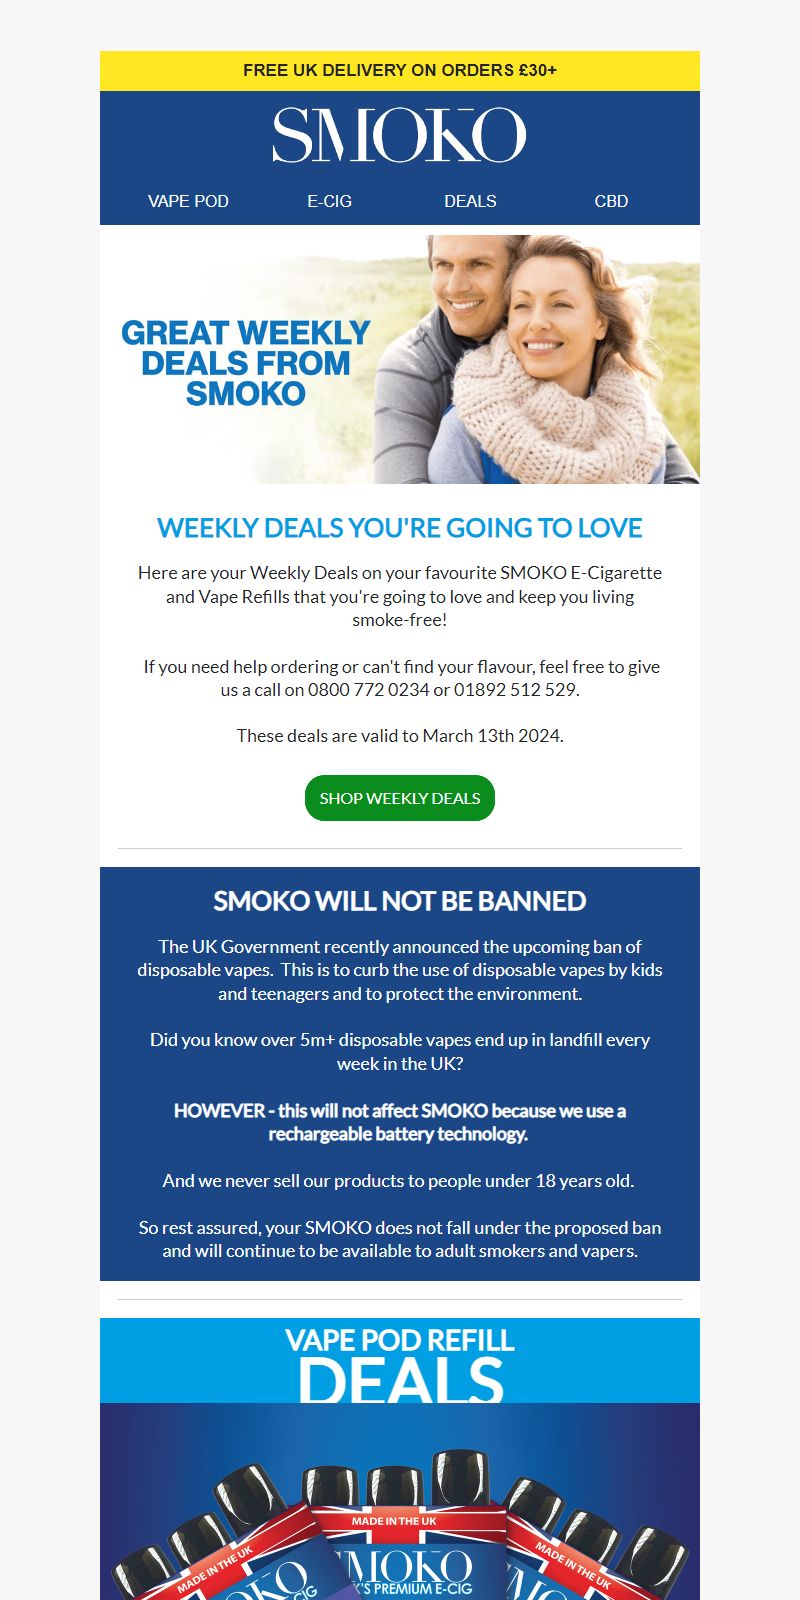 FREE UK DELIVERY ON ORDERS £30+
SMOKO
VAPE POD E-CIG DEALS CBD
GREAT WEEKLY
DEALS FROM
SMOKO
WEEKLY DEALS YOU'RE GOING TO LOVE
Here are your Weekly Deals on your favourite SMOKO E-Cigarette
and Vape Refills that you're going to love and keep you living
smoke-free!
If you need help ordering or can't find your flavour, feel free to give
us a call on 0800 772 0234 or 01892 512 529.
These deals are valid to March 13th 2024.
SHOP WEEKLY DEALS
SMOKO WILL NOT BE BANNED
The UK Government recently announced the upcoming ban of
disposable vapes. This is to curb the use of disposable vapes by kids
and teenagers and to protect the environment.
Did you know over 5m+ disposable vapes end up in landfill every
week in the UK?
HOWEVER - this will not affect SMOKO because we use a
rechargeable battery technology.
And we never sell our products to people under 18 years old.
So rest assured, your SMOKO does not fall under the proposed ban
and will continue to be available to adult smokers and vapers.
VAPE POD REFILL
DEALS
MADE IN THE UK
MADE IN THE UK
MADE IN THE UK
SMOKO
PREMIUM E-CIG